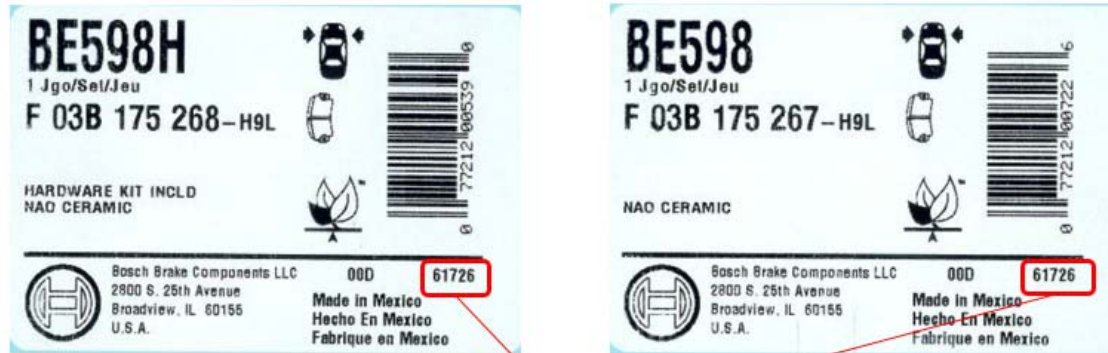 BE598H
1 Jgo/Set/Jeu
F 03B 175 268-H9L
HARDWARE KIT INCLD
NAO CERAMIC
0 77212 00539 0
Bosch Brake Components LLC
2800 S. 25th Avenue
Broadview, IL 60155
U.S.A.
00D
61726
Made in Mexico
Hecho En Mexico
Fabrique en Mexico
BE598
1 Jgo/Set/Jeu
F 03B 175 267-H9L
NAO CERAMIC
0 77212 00722 6
Bosch Brake Components LLC
2800 S. 25th Avenue
Broadview, IL 60155
U.S.A.
00D
61726
Made in Mexico
Hecho En Mexico
Fabrique en Mexico